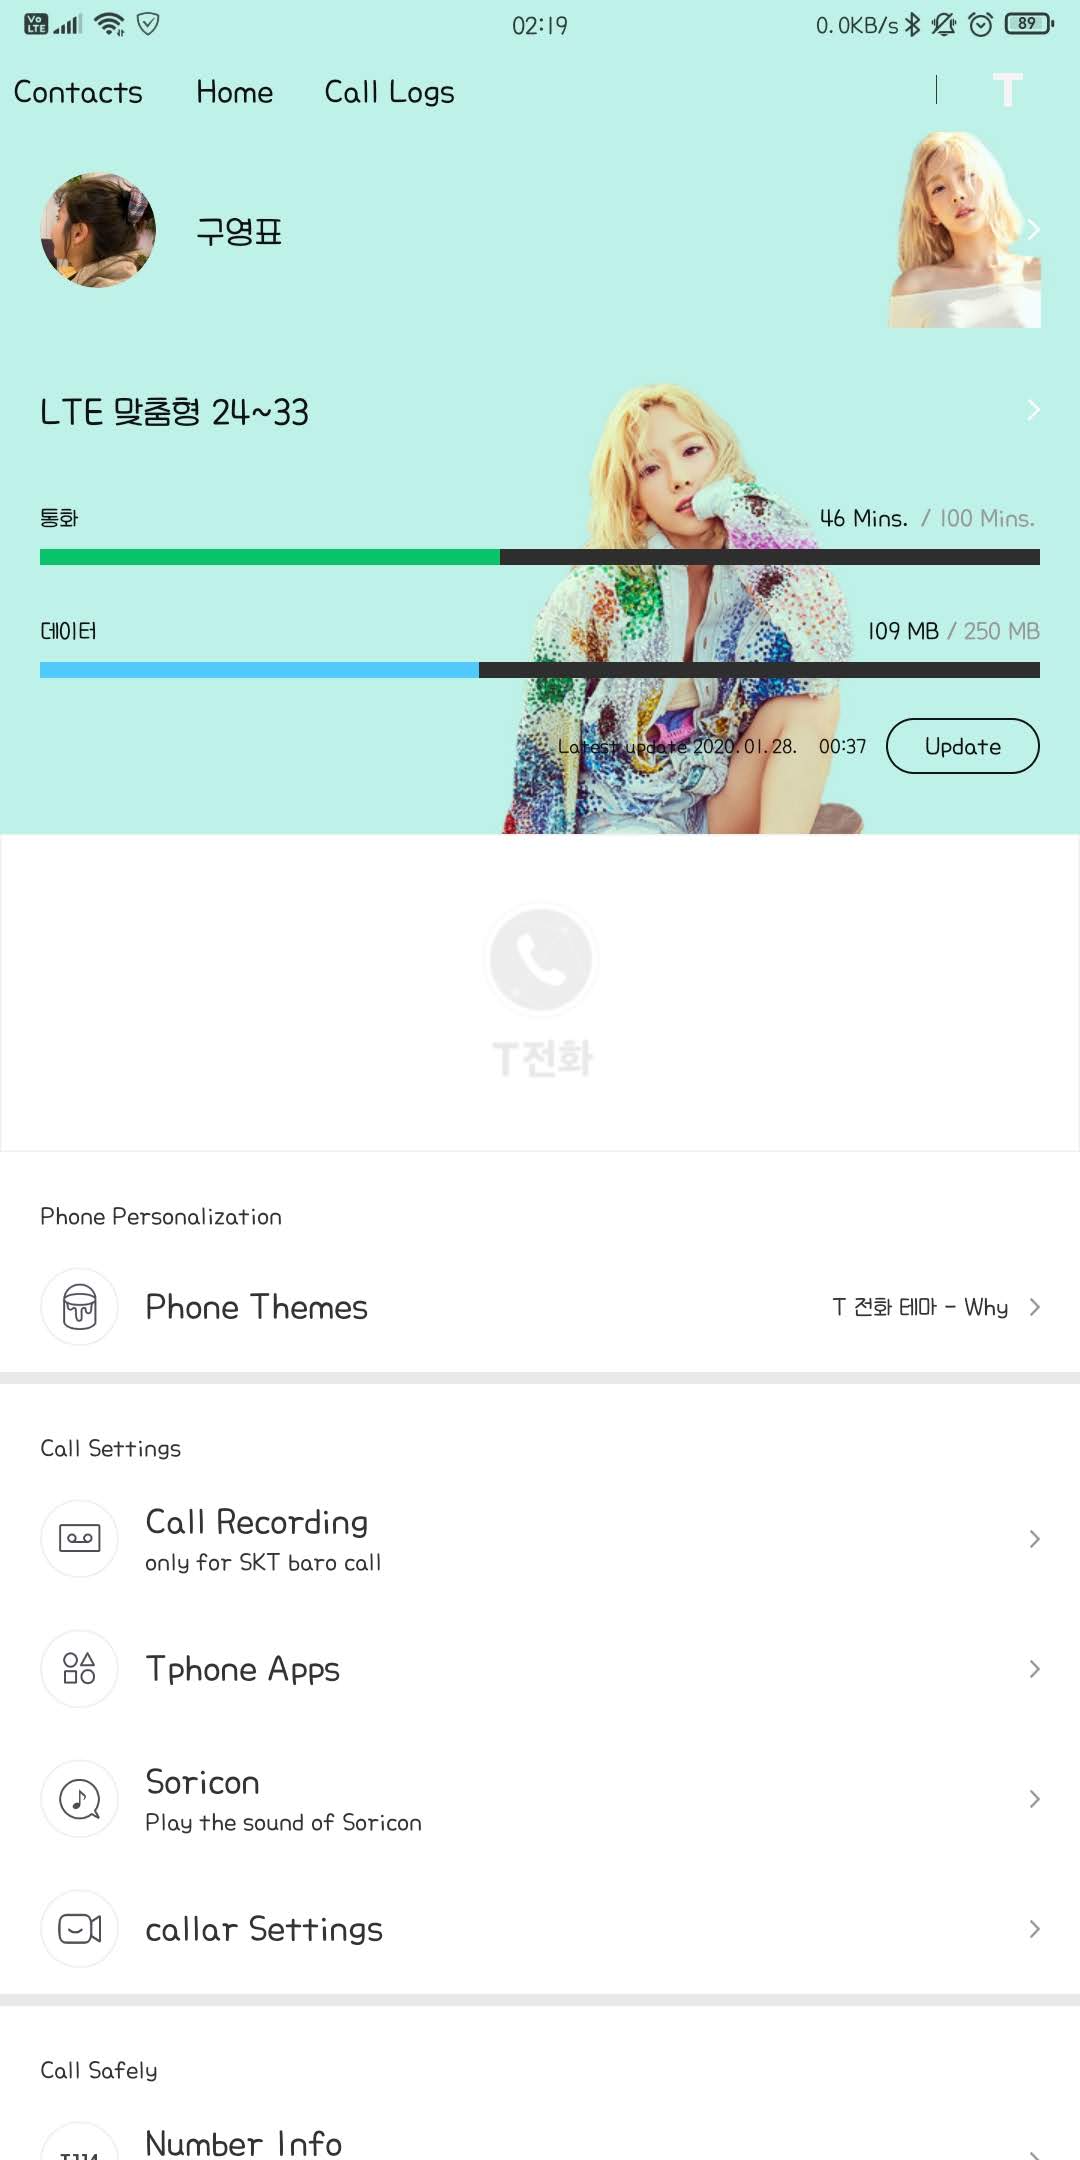 Vo LTE 02:19 0.0KB/s 89
Contacts Home Call Logs T
구영표
LTE 맞춤형 24~33
통화 46 Mins. / 100 Mins.
데이터 109 MB / 250 MB
Latest update 2020.01.28. 00:37 Update
T전화
Phone Personalization
Phone Themes T 전화 테마 - Why
Call Settings
Call Recording
only for SKT baro call
Tphone Apps
Soricon
Play the sound of Soricon
callar Settings
Call Safely
Number Info